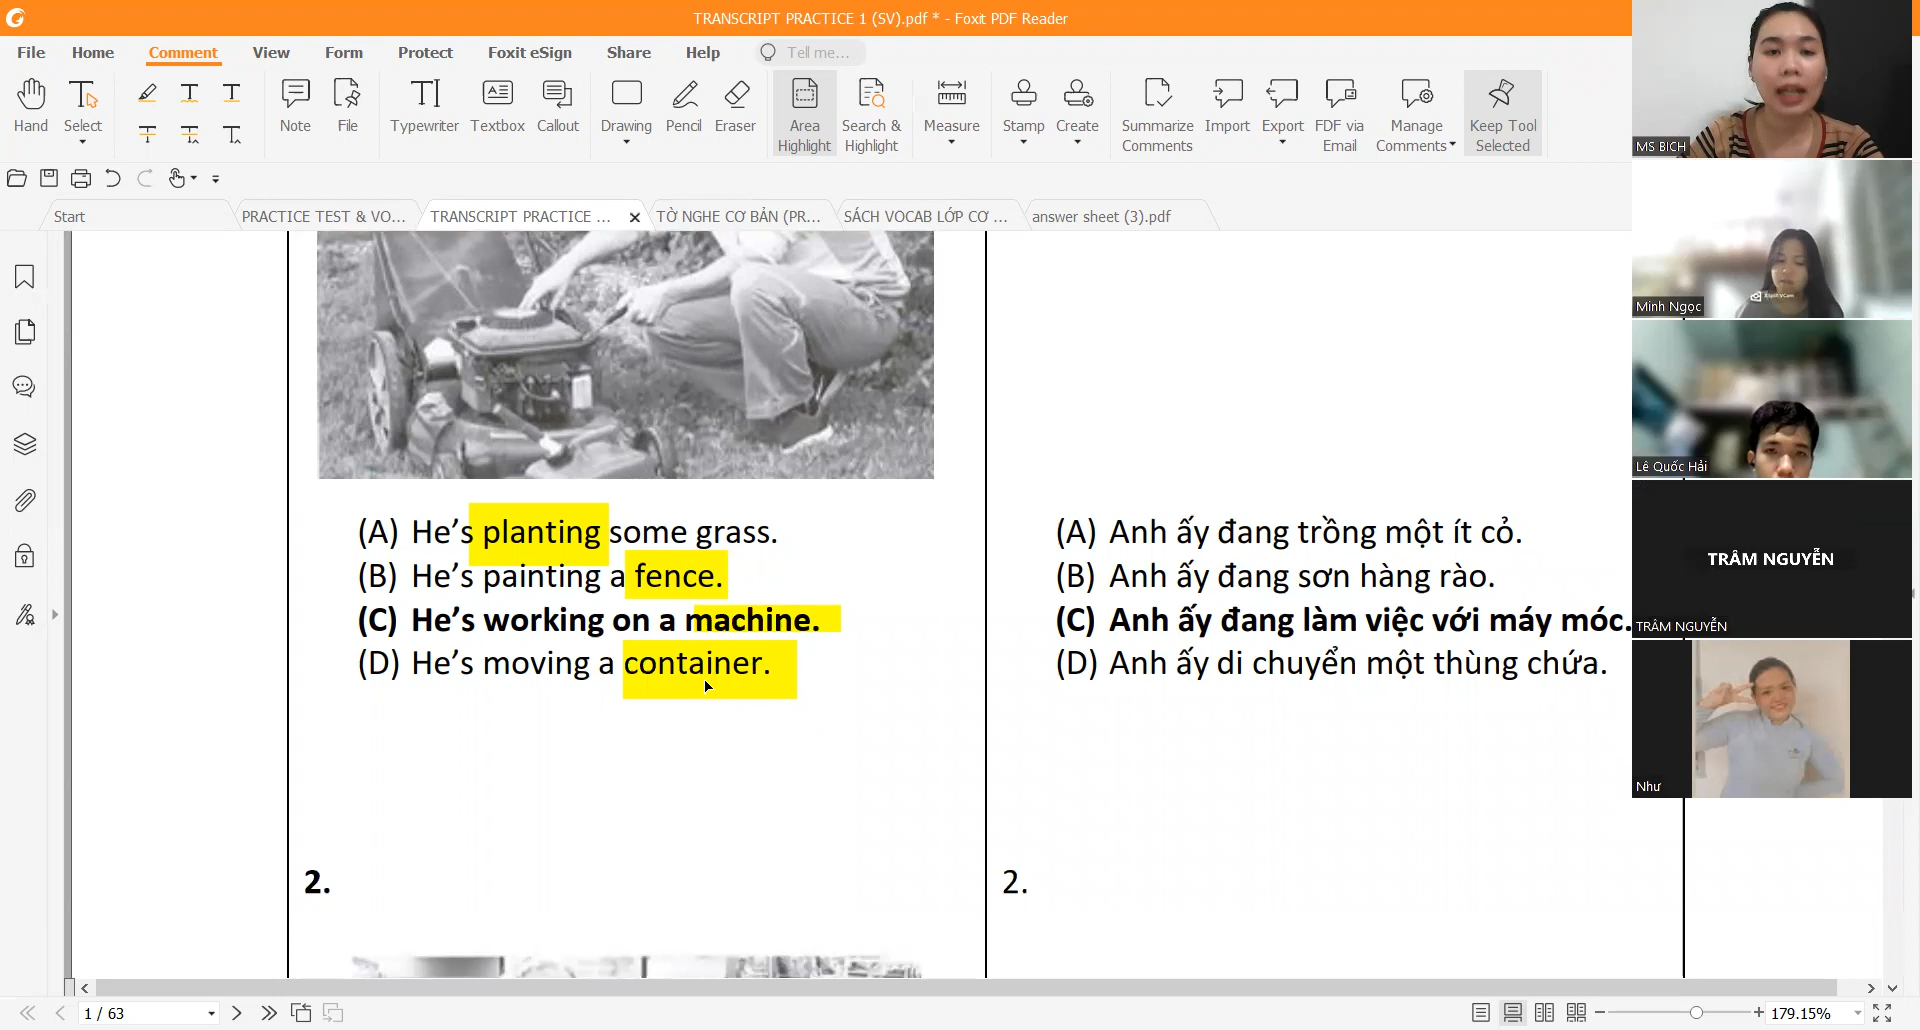 TRANSCRIPT PRACTICE 1 (SV).pdf * - Foxit PDF Reader
File Home Comment View Form Protect Foxit eSign Share Help Tell me...
Hand Select Note File Typewriter Textbox Callout Drawing Pencil Eraser Area Highlight Search & Highlight Measure Stamp Create Summarize Comments Import Export FDF via Email Manage Comments Keep Tool Selected
Start PRACTICE TEST & VO... TRANSCRIPT PRACTICE ... TỜ NGHE CƠ BẢN (PR... SÁCH VOCAB LỚP CƠ ... answer sheet (3).pdf
(A) He's planting some grass.
(B) He's painting a fence.
(C) He's working on a machine.
(D) He's moving a container.
2.
(A) Anh ấy đang trồng một ít cỏ.
(B) Anh ấy đang sơn hàng rào.
(C) Anh ấy đang làm việc với máy móc.
(D) Anh ấy di chuyển một thùng chứa.
2.
MS BICH
Minh Ngọc
Lê Quốc Hải
TRÂM NGUYỄN
TRÂM NGUYỄN
Như
1 / 63
179.15%